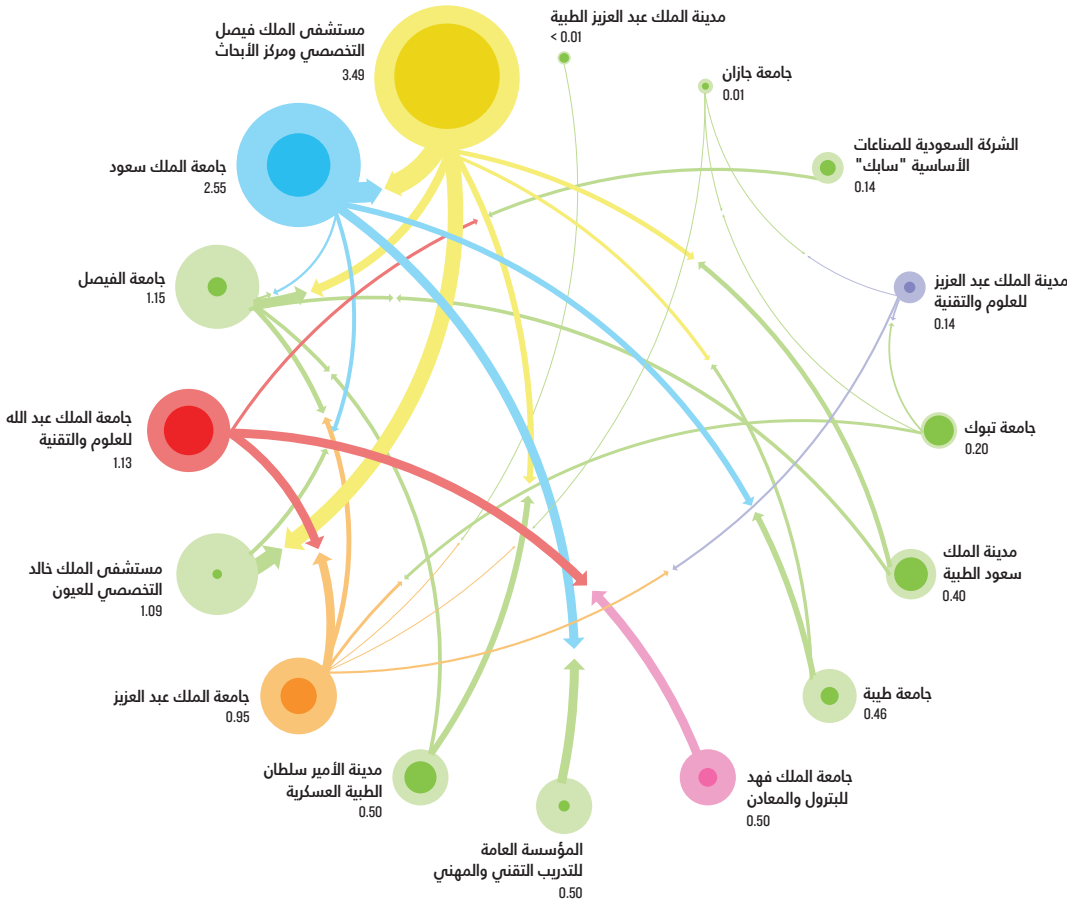 مدينة الملك عبد العزيز الطبية
< 0.01
مستشفى الملك فيصل
التخصصي ومركز الأبحاث
3.49
جامعة جازان
0.01
الشركة السعودية للصناعات
الأساسية "سابك"
0.14
جامعة الملك سعود
2.55
مدينة الملك عبد العزيز
للعلوم والتقنية
0.14
جامعة الفيصل
1.15
جامعة تبوك
0.20
جامعة الملك عبد الله
للعلوم والتقنية
1.13
مدينة الملك
سعود الطبية
0.40
مستشفى الملك خالد
التخصصي للعيون
1.09
جامعة طيبة
0.46
جامعة الملك عبد العزيز
0.95
مدينة الأمير سلطان
الطبية العسكرية
0.50
جامعة الملك فهد
للبترول والمعادن
0.50
المؤسسة العامة
للتدريب التقني والمهني
0.50